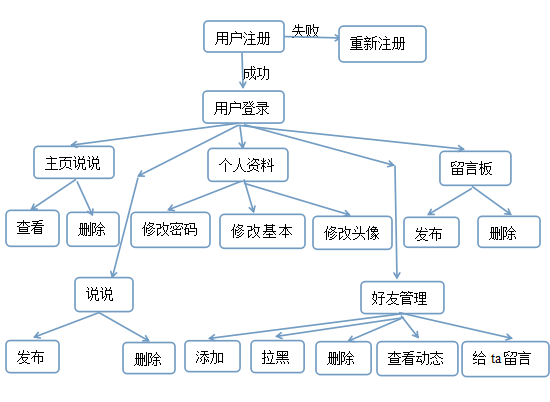 用户注册
失败
重新注册
成功
用户登录
主页说说
个人资料
留言板
查看
删除
修改密码
修改基本
修改头像
发布
删除
说说
好友管理
发布
删除
添加
拉黑
删除
查看动态
给 ta 留言